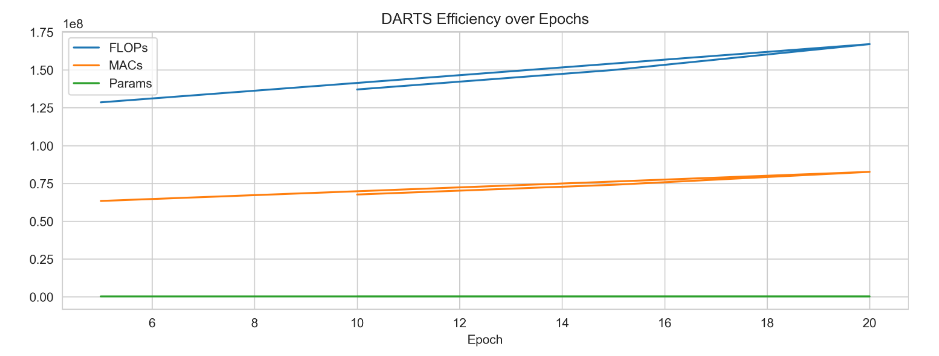 DARTS Efficiency over Epochs
1e8
1.75
1.50
1.25
1.00
0.75
0.50
0.25
0.00
FLOPs
MACs
Params
6 8 10 12 14 16 18 20
Epoch